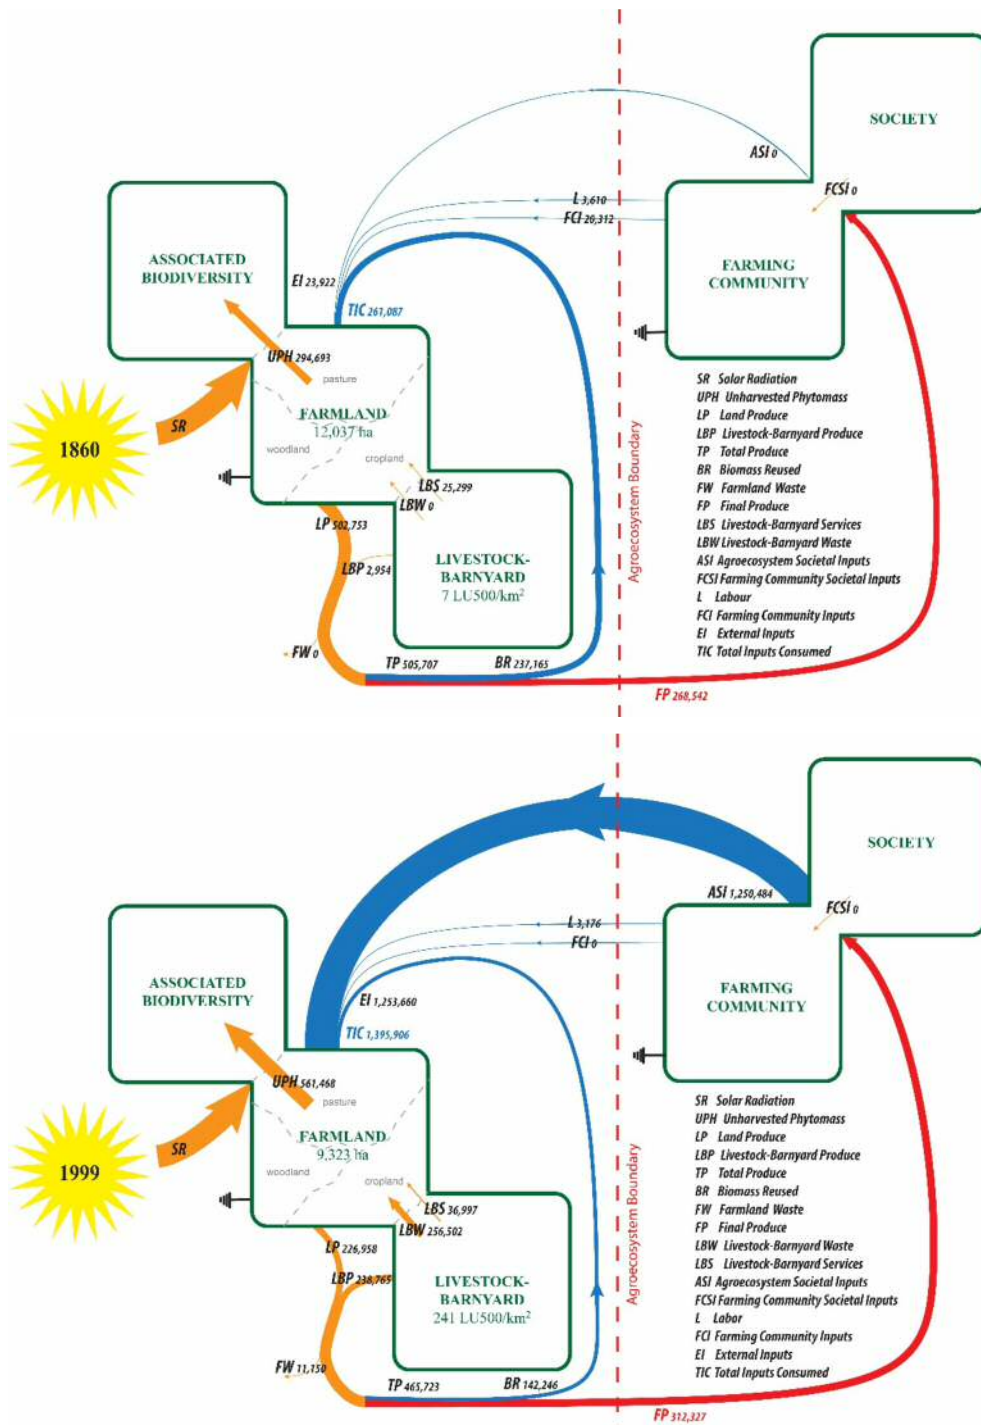 SOCIETY
ASI 0
FCSI 0
L 3,610
FCI 20,312
ASSOCIATED
BIODIVERSITY
FARMING
COMMUNITY
EI 23,922
TIC 261,087
UPH 294,693
pasture
SR
1860
FARMLAND
12,037 ha
woodland
cropland
LBS 25,299
LBW 0
LP 502,753
LBP 2,954
LIVESTOCK-
BARNYARD
7 LU500/km²
FW 0
TP 505,707
BR 237,165
FP 268,542
Agroecosystem Boundary
SR Solar Radiation
UPH Unharvested Phytomass
LP Land Produce
LBP Livestock-Barnyard Produce
TP Total Produce
BR Biomass Reused
FW Farmland Waste
FP Final Produce
LBS Livestock-Barnyard Services
LBW Livestock-Barnyard Waste
ASI Agroecosystem Societal Inputs
FCSI Farming Community Societal Inputs
L Labour
FCI Farming Community Inputs
EI External Inputs
TIC Total Inputs Consumed
SOCIETY
ASI 1,250,484
FCSI 0
L 3,176
FCI 0
ASSOCIATED
BIODIVERSITY
FARMING
COMMUNITY
EI 1,253,660
TIC 1,395,906
UPH 561,468
pasture
SR
1999
FARMLAND
9,323 ha
woodland
cropland
LBS 36,997
LBW 256,502
LP 226,958
LBP 238,765
LIVESTOCK-
BARNYARD
241 LU500/km²
FW 11,150
TP 465,723
BR 142,246
FP 312,327
Agroecosystem Boundary
SR Solar Radiation
UPH Unharvested Phytomass
LP Land Produce
LBP Livestock-Barnyard Produce
TP Total Produce
BR Biomass Reused
FW Farmland Waste
FP Final Produce
LBW Livestock-Barnyard Waste
LBS Livestock-Barnyard Services
ASI Agroecosystem Societal Inputs
FCSI Farming Community Societal Inputs
L Labor
FCI Farming Community Inputs
EI External Inputs
TIC Total Inputs Consumed